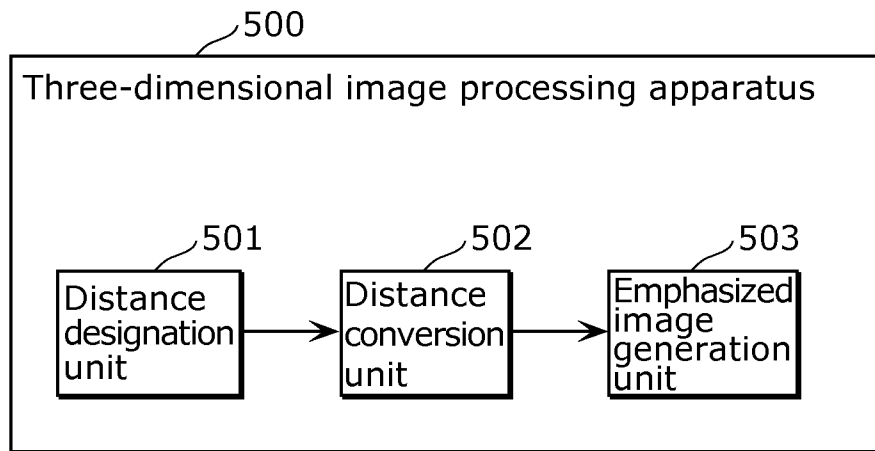 500
Three-dimensional image processing apparatus
501
502
503
Distance
designation
unit
Distance
conversion
unit
Emphasized
image
generation
unit